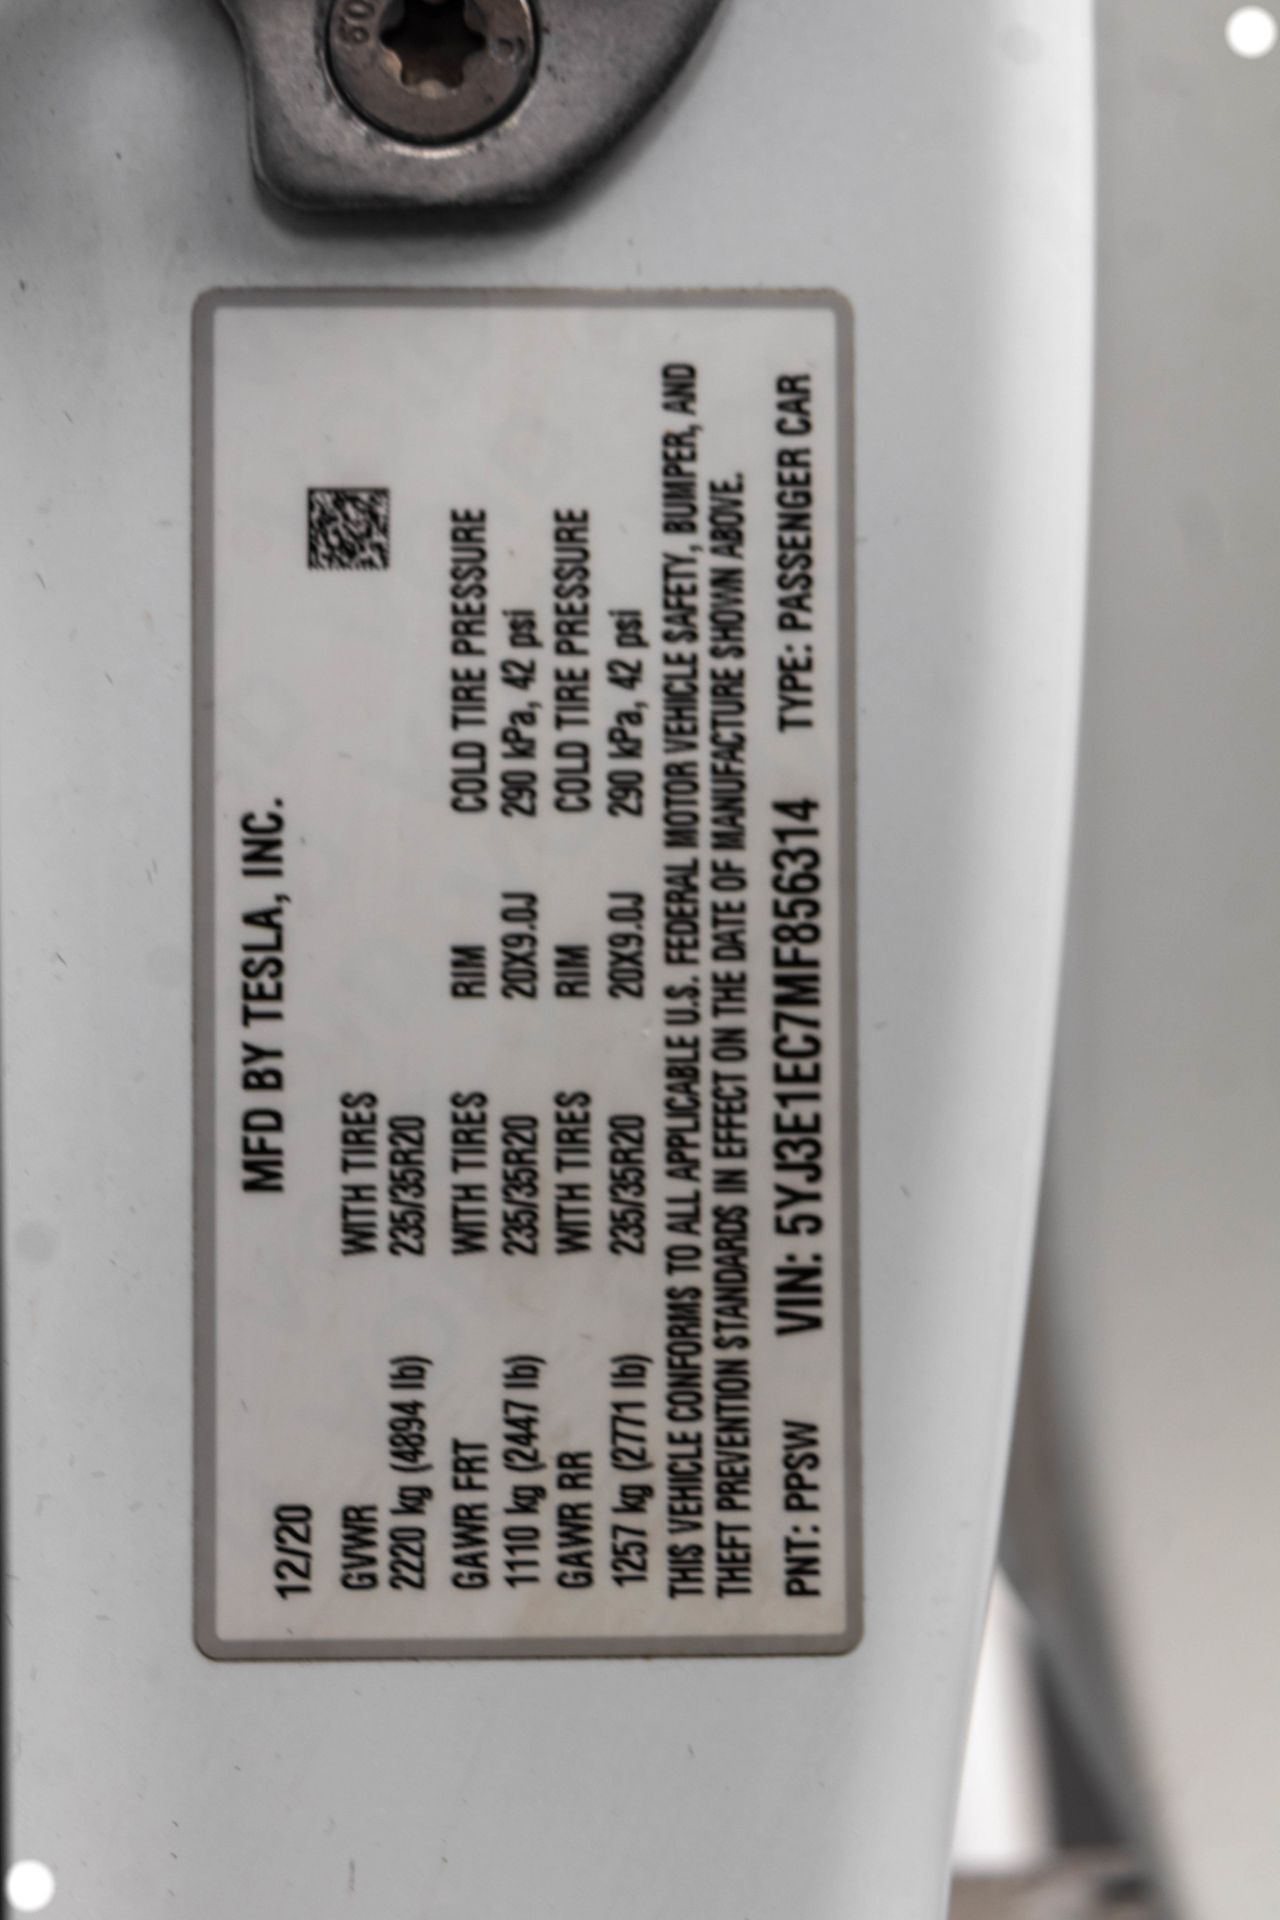 12/20 MFD BY TESLA, INC.
GVWR WITH TIRES
2220 kg (4894 lb) 235/35R20
GAWR FRT WITH TIRES RIM COLD TIRE PRESSURE
1110 kg (2447 lb) 235/35R20 20X9.0J 290 kPa, 42 psi
GAWR RR WITH TIRES RIM COLD TIRE PRESSURE
1257 kg (2771 lb) 235/35R20 20X9.0J 290 kPa, 42 psi
THIS VEHICLE CONFORMS TO ALL APPLICABLE U.S. FEDERAL MOTOR VEHICLE SAFETY, BUMPER, AND
THEFT PREVENTION STANDARDS IN EFFECT ON THE DATE OF MANUFACTURE SHOWN ABOVE.
PNT: PPSW VIN: 5YJ3E1EC7MF856314 TYPE: PASSENGER CAR